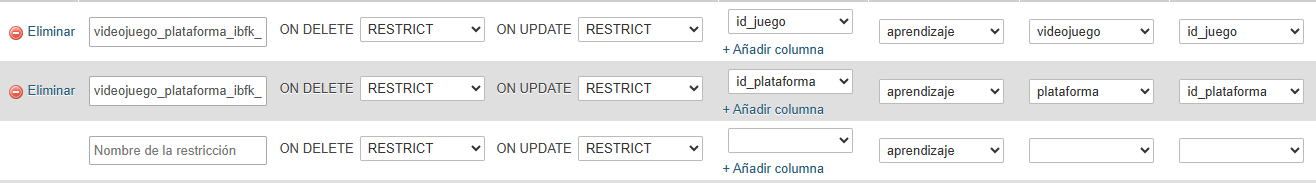 Eliminar videojuego_plataforma_ibfk_ ON DELETE RESTRICT ON UPDATE RESTRICT id_juego aprendizaje videojuego id_juego
+ Añadir columna
Eliminar videojuego_plataforma_ibfk_ ON DELETE RESTRICT ON UPDATE RESTRICT id_plataforma aprendizaje plataforma id_plataforma
+ Añadir columna
Nombre de la restricción ON DELETE RESTRICT ON UPDATE RESTRICT aprendizaje
+ Añadir columna